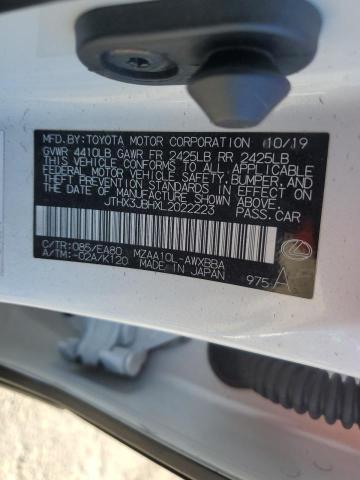 MFD.BY:TOYOTA MOTOR CORPORATION 10/19
GVWR 4410LB GAWR FR 2425LB RR 2425LB
THIS VEHICLE CONFORMS TO ALL APPLICABLE
FEDERAL MOTOR VEHICLE SAFETY, BUMPER, AND
THEFT PREVENTION STANDARDS IN EFFECT ON THE DATE OF
MANUFACTURE SHOWN ABOVE.
JTHX3JBHXL2022223 PASS.CAR
C/TR:085/EA80 MZAA10L-AWXBBA
A/TM:-02A/K120 MADE IN JAPAN 975A